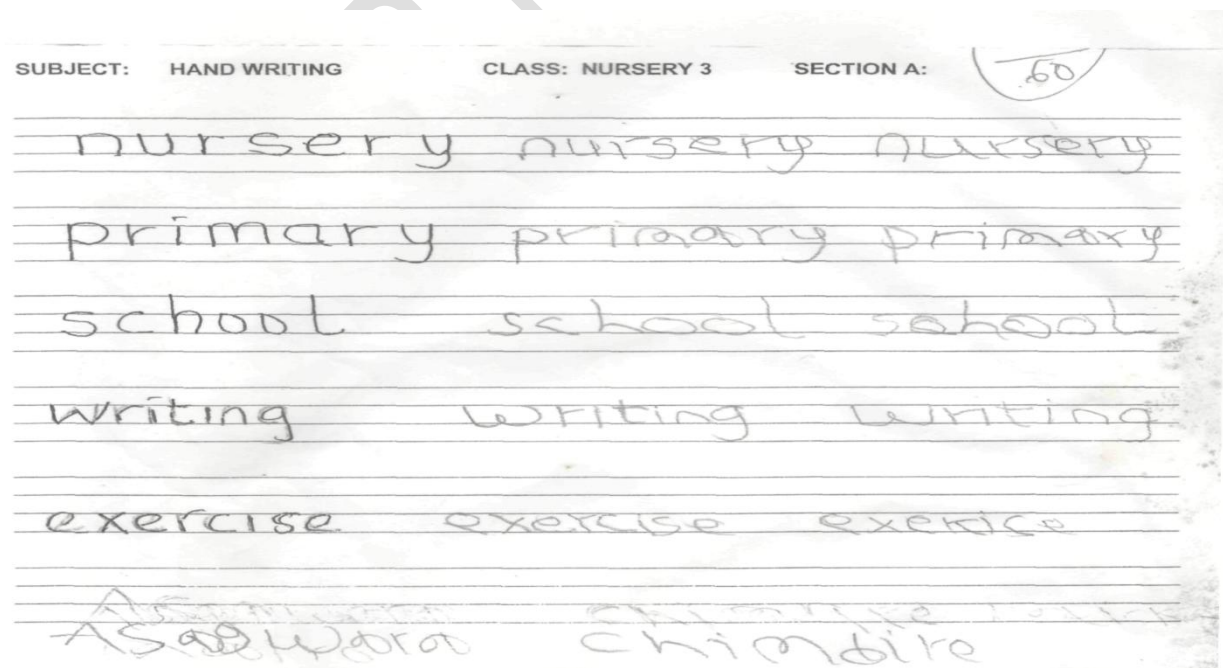 SUBJECT: HAND WRITING CLASS: NURSERY 3 SECTION A: 60
nursery nursery nursery
primary primary primary
school school school
writing writing writing
exercise exercise exerice